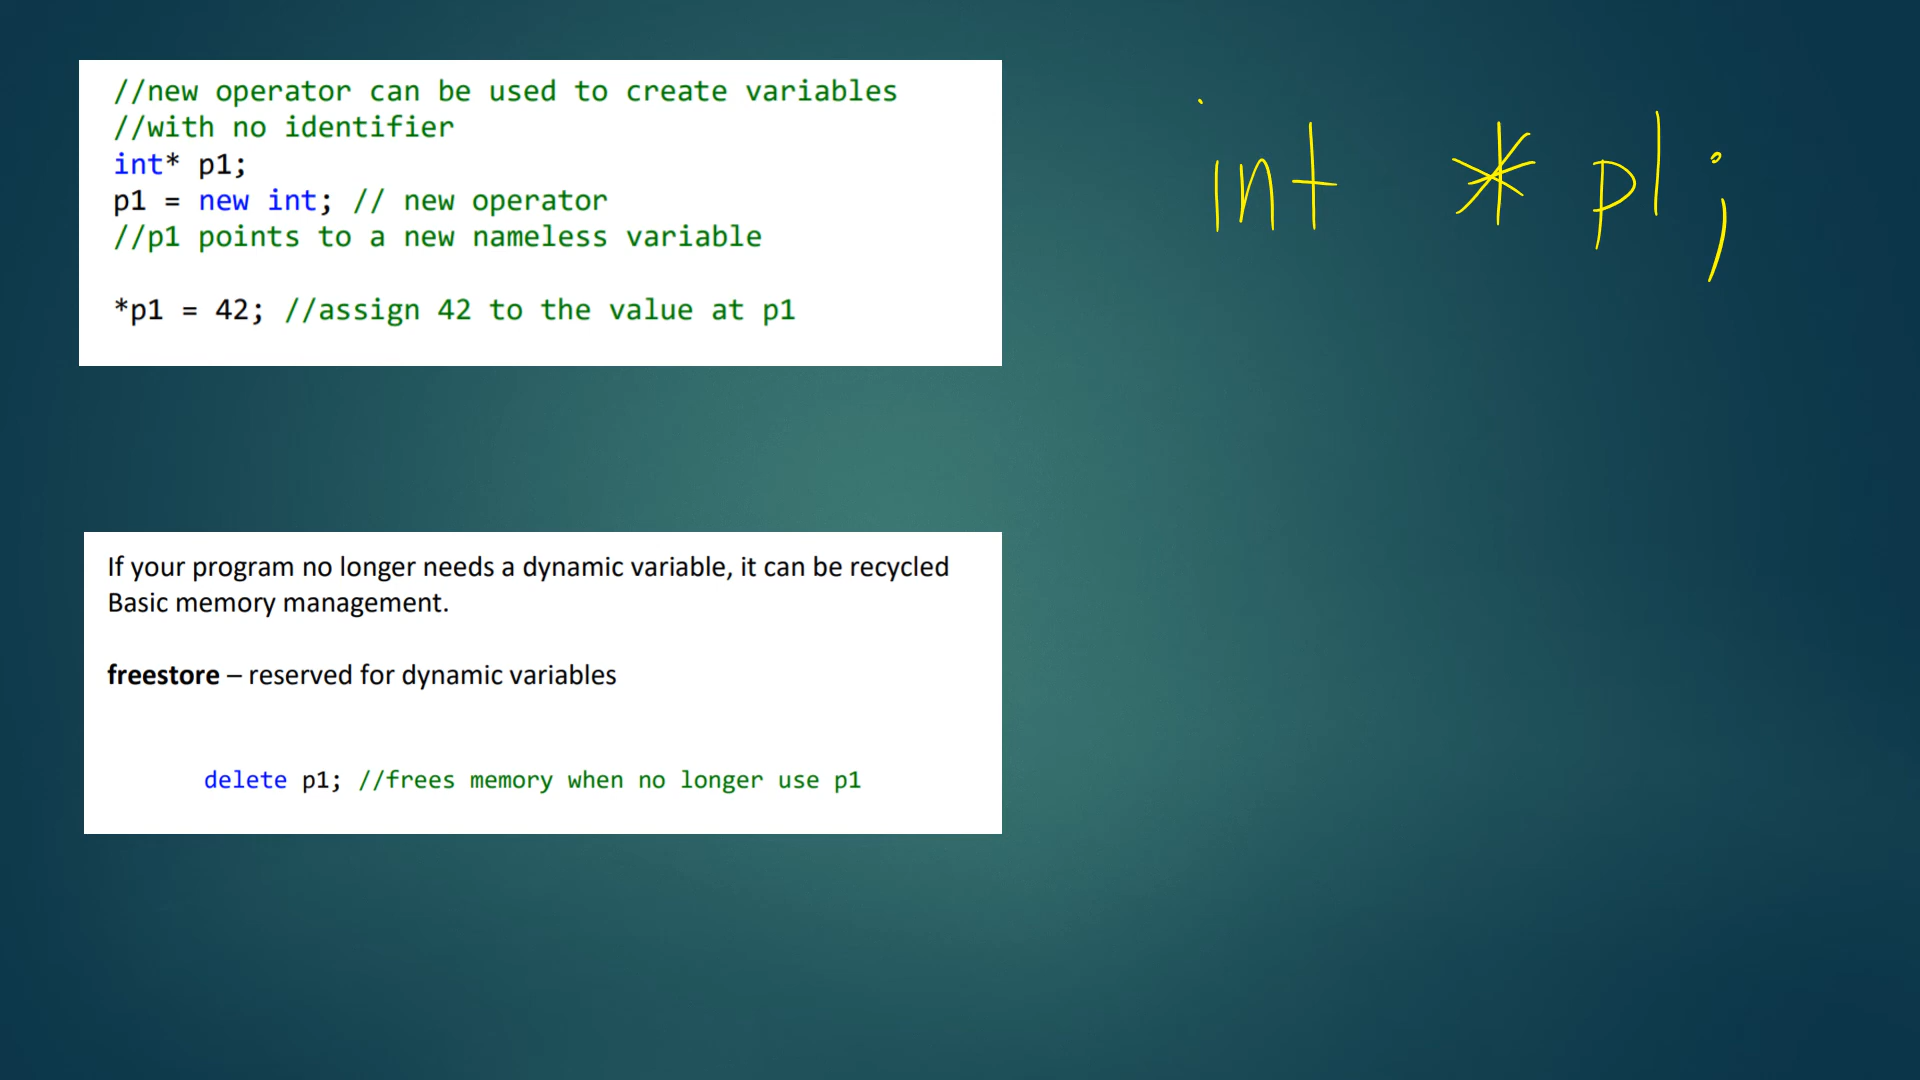 //new operator can be used to create variables
//with no identifier
int* p1;
p1 = new int; // new operator
//p1 points to a new nameless variable
*p1 = 42; //assign 42 to the value at p1
int * p1;
If your program no longer needs a dynamic variable, it can be recycled
Basic memory management.
freestore – reserved for dynamic variables
delete p1; //frees memory when no longer use p1